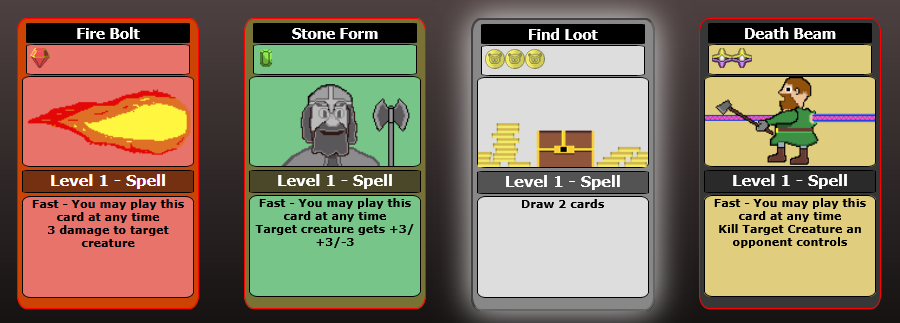 Fire Bolt
Level 1 - Spell
Fast - You may play this
card at any time
3 damage to target
creature
Stone Form
Level 1 - Spell
Fast - You may play this
card at any time
Target creature gets +3/
+3/-3
Find Loot
Level 1 - Spell
Draw 2 cards
Death Beam
Level 1 - Spell
Fast - You may play this
card at any time
Kill Target Creature an
opponent controls